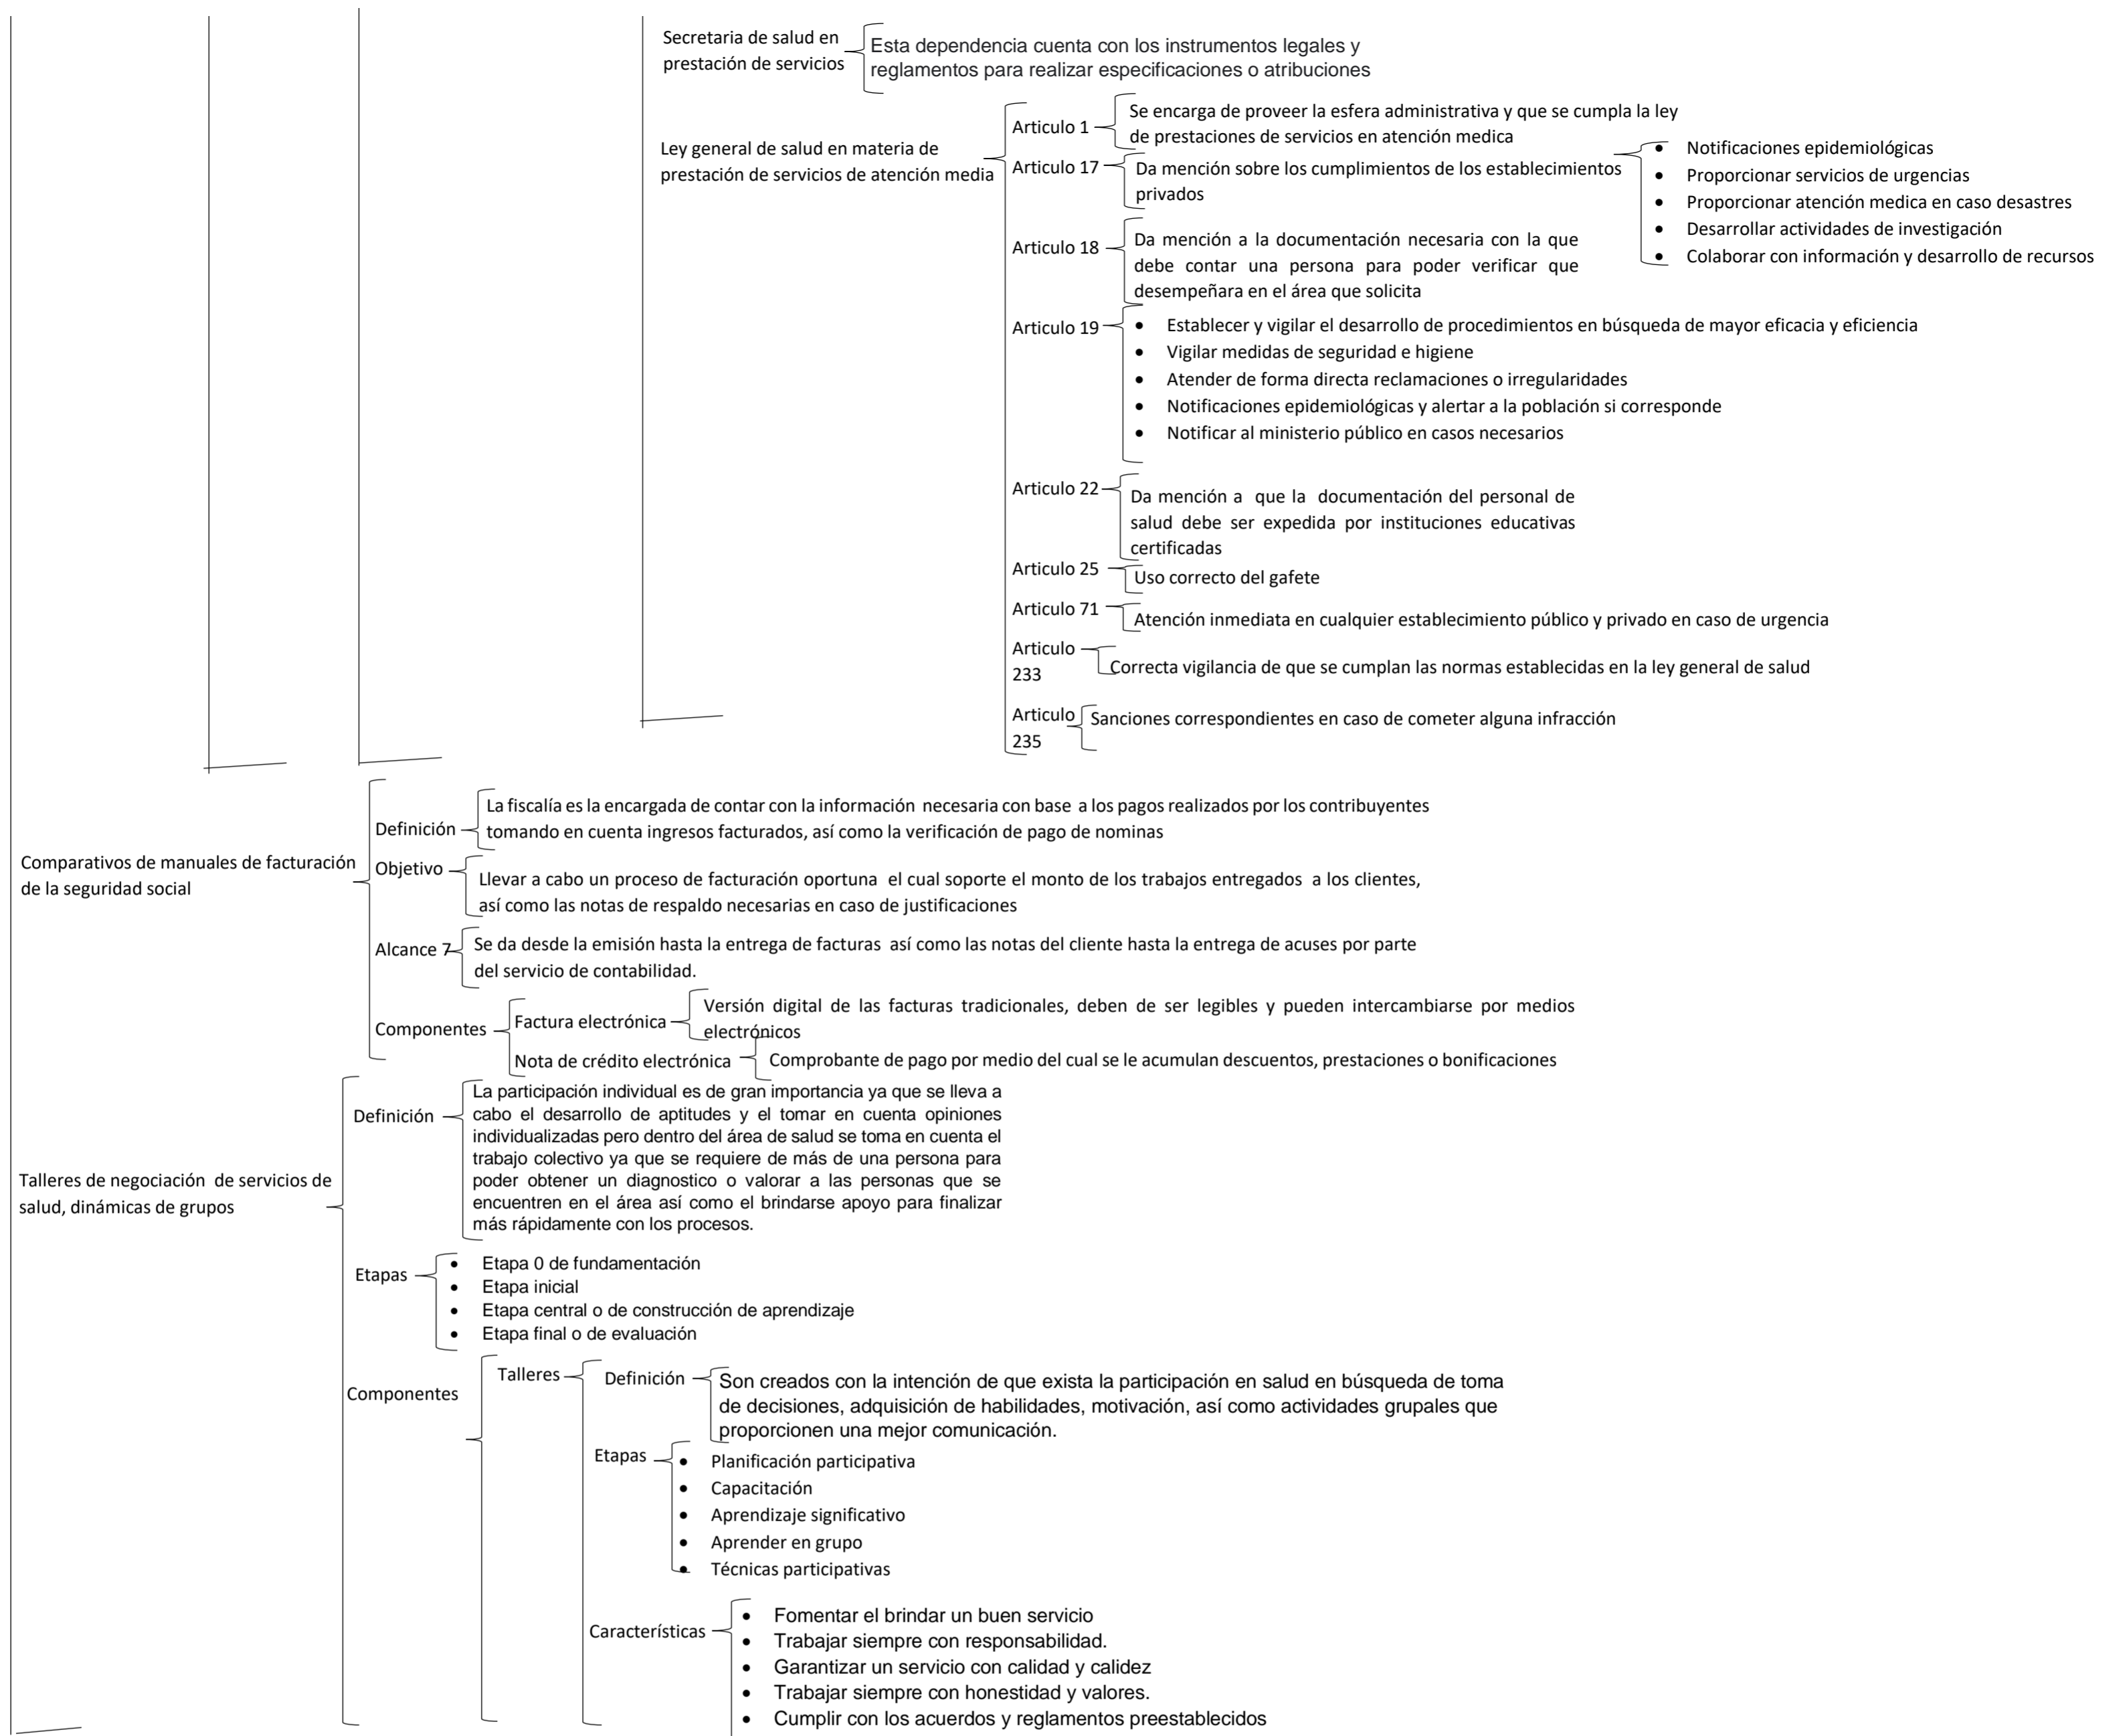 Secretaria de salud en
prestación de servicios
Esta dependencia cuenta con los instrumentos legales y
reglamentos para realizar especificaciones o atribuciones
Ley general de salud en materia de
prestación de servicios de atención media
Articulo 1
Se encarga de proveer la esfera administrativa y que se cumpla la ley
de prestaciones de servicios en atención medica
Articulo 17
Da mención sobre los cumplimientos de los establecimientos
privados
• Notificaciones epidemiológicas
• Proporcionar servicios de urgencias
• Proporcionar atención medica en caso desastres
• Desarrollar actividades de investigación
• Colaborar con información y desarrollo de recursos
Articulo 18
Da mención a la documentación necesaria con la que
debe contar una persona para poder verificar que
desempeñara en el área que solicita
Articulo 19
• Establecer y vigilar el desarrollo de procedimientos en búsqueda de mayor eficacia y eficiencia
• Vigilar medidas de seguridad e higiene
• Atender de forma directa reclamaciones o irregularidades
• Notificaciones epidemiológicas y alertar a la población si corresponde
• Notificar al ministerio público en casos necesarios
Articulo 22
Da mención a que la documentación del personal de
salud debe ser expedida por instituciones educativas
certificadas
Articulo 25
Uso correcto del gafete
Articulo 71
Atención inmediata en cualquier establecimiento público y privado en caso de urgencia
Articulo
233
Correcta vigilancia de que se cumplan las normas establecidas en la ley general de salud
Articulo
235
Sanciones correspondientes en caso de cometer alguna infracción
Comparativos de manuales de facturación
de la seguridad social
Definición
La fiscalía es la encargada de contar con la información necesaria con base a los pagos realizados por los contribuyentes
tomando en cuenta ingresos facturados, así como la verificación de pago de nominas
Objetivo
Llevar a cabo un proceso de facturación oportuna el cual soporte el monto de los trabajos entregados a los clientes,
así como las notas de respaldo necesarias en caso de justificaciones
Alcance 7
Se da desde la emisión hasta la entrega de facturas así como las notas del cliente hasta la entrega de acuses por parte
del servicio de contabilidad.
Componentes
Factura electrónica
Versión digital de las facturas tradicionales, deben de ser legibles y pueden intercambiarse por medios
electrónicos
Nota de crédito electrónica
Comprobante de pago por medio del cual se le acumulan descuentos, prestaciones o bonificaciones
Talleres de negociación de servicios de
salud, dinámicas de grupos
Definición
La participación individual es de gran importancia ya que se lleva a
cabo el desarrollo de aptitudes y el tomar en cuenta opiniones
individualizadas pero dentro del área de salud se toma en cuenta el
trabajo colectivo ya que se requiere de más de una persona para
poder obtener un diagnostico o valorar a las personas que se
encuentren en el área así como el brindarse apoyo para finalizar
más rápidamente con los procesos.
Etapas
• Etapa 0 de fundamentación
• Etapa inicial
• Etapa central o de construcción de aprendizaje
• Etapa final o de evaluación
Componentes
Talleres
Definición
Son creados con la intención de que exista la participación en salud en búsqueda de toma
de decisiones, adquisición de habilidades, motivación, así como actividades grupales que
proporcionen una mejor comunicación.
Etapas
• Planificación participativa
• Capacitación
• Aprendizaje significativo
• Aprender en grupo
• Técnicas participativas
Características
• Fomentar el brindar un buen servicio
• Trabajar siempre con responsabilidad.
• Garantizar un servicio con calidad y calidez
• Trabajar siempre con honestidad y valores.
• Cumplir con los acuerdos y reglamentos preestablecidos